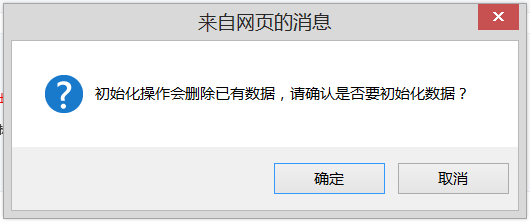 来自网页的消息
初始化操作会删除已有数据，请确认是否要初始化数据？
确定
取消